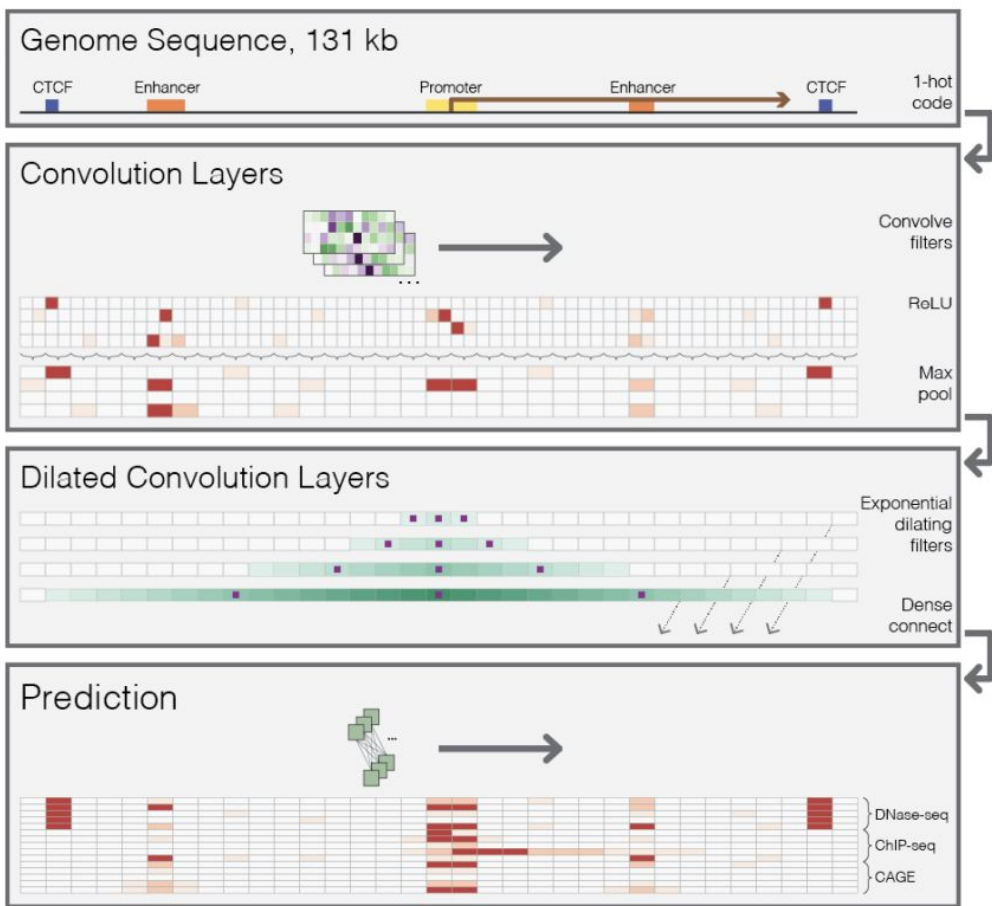 Genome Sequence, 131 kb
CTCF
Enhancer
Promoter
Enhancer
CTCF
1-hot
code
Convolution Layers
Convolve
filters
...
ReLU
Max
pool
Dilated Convolution Layers
Exponential
dilating
filters
Dense
connect
Prediction
...
DNase-seq
ChIP-seq
CAGE